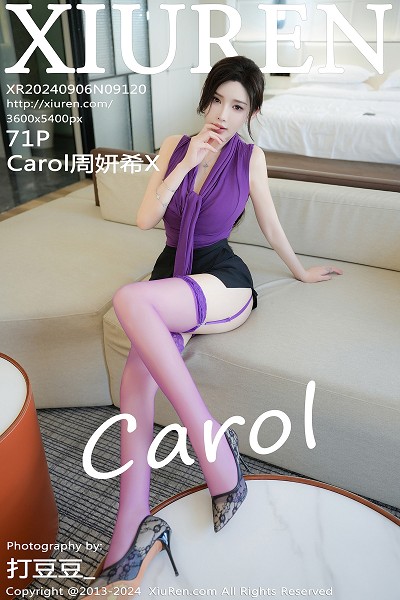 XIUREN
XR20240906N09120
http://xiuren.com/
3600x5400px
71P
Carol周妍希X
Carol
Photography by:
打豆豆_
Copyright @2013-2024 XiuRen.com All Rights Reserved